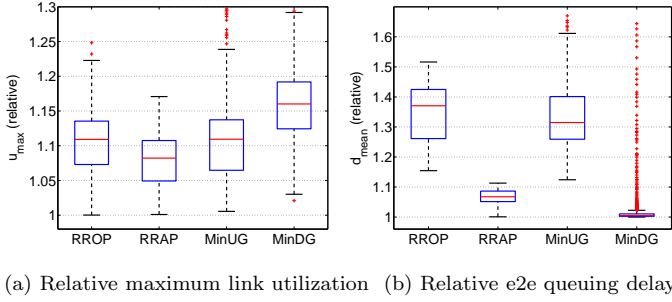 1.3
1.25
1.2
1.15
1.1
1.05
1
u_max (relative)
RROP RRAP MinUG MinDG
1.6
1.5
1.4
1.3
1.2
1.1
1
d_mean (relative)
RROP RRAP MinUG MinDG
(a) Relative maximum link utilization (b) Relative e2e queuing delay